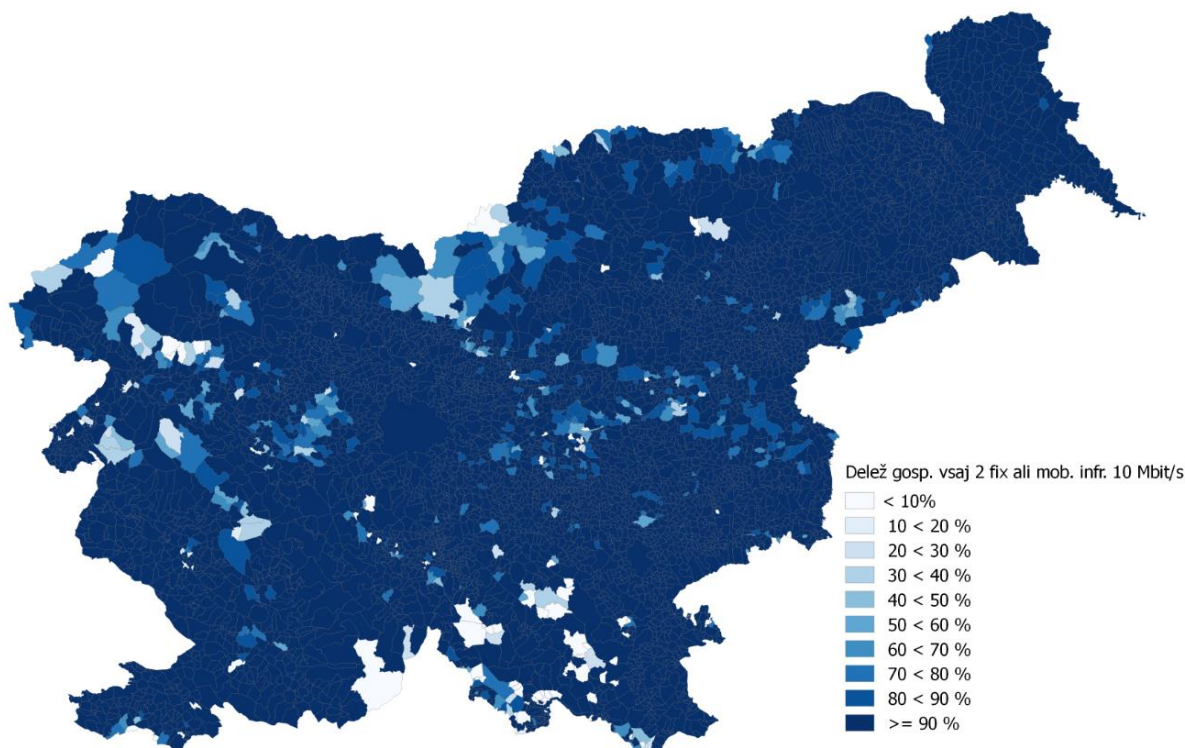 Delež gosp. vsaj 2 fix ali mob. infr. 10 Mbit/s
< 10%
10 < 20 %
20 < 30 %
30 < 40 %
40 < 50 %
50 < 60 %
60 < 70 %
70 < 80 %
80 < 90 %
>= 90 %